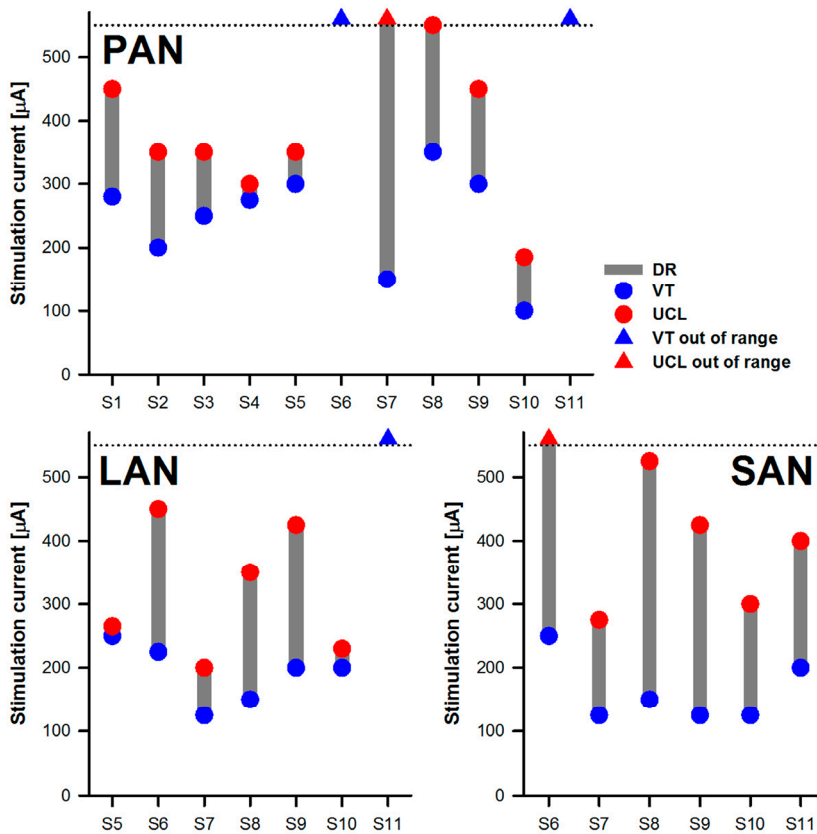 PAN
Stimulation current [μA]
500
400
300
200
100
0
S1 S2 S3 S4 S5 S6 S7 S8 S9 S10 S11
DR
VT
UCL
VT out of range
UCL out of range
LAN
Stimulation current [μA]
500
400
300
200
100
0
S5 S6 S7 S8 S9 S10 S11
SAN
Stimulation current [μA]
500
400
300
200
100
0
S6 S7 S8 S9 S10 S11